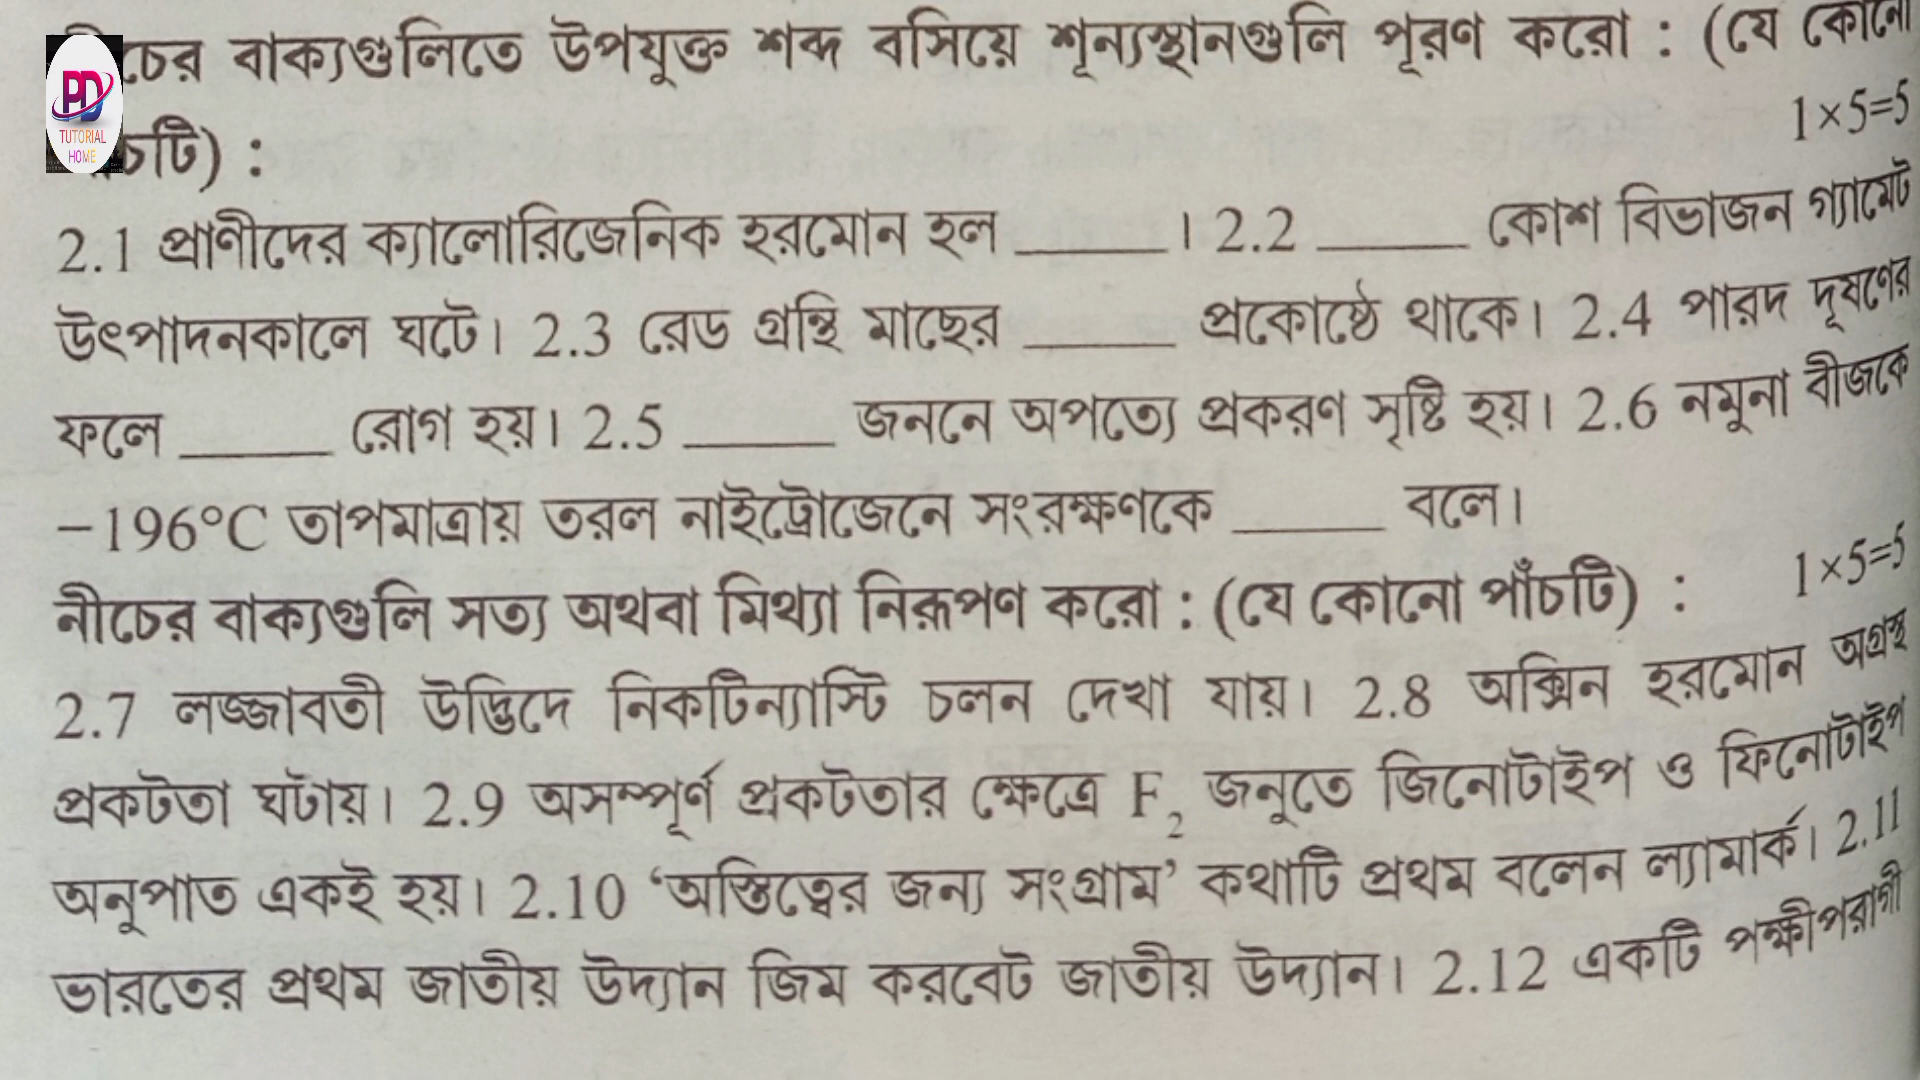 চের বাক্যগুলিতে উপযুক্ত শব্দ বসিয়ে শূন্যস্থানগুলি পূরণ করো : (যে কোনো
PD
TUTORIAL
HOME
চটি) :
1×5=5
2.1 প্রাণীদের ক্যালোরিজেনিক হরমোন হল ______। 2.2 ______ কোশ বিভাজন গ্যামেট
উৎপাদনকালে ঘটে। 2.3 রেড গ্রন্থি মাছের ______ প্রকোষ্ঠে থাকে। 2.4 পারদ দূষণের
ফলে ______ রোগ হয়। 2.5 ______ জননে অপত্যে প্রকরণ সৃষ্টি হয়। 2.6 নমুনা বীজকে
–196°C তাপমাত্রায় তরল নাইট্রোজেনে সংরক্ষণকে ______ বলে।
নীচের বাক্যগুলি সত্য অথবা মিথ্যা নিরূপণ করো : (যে কোনো পাঁচটি) : 1×5=5
2.7 লজ্জাবতী উদ্ভিদে নিকটিন্যাস্টি চলন দেখা যায়। 2.8 অক্সিন হরমোন অগ্রস্থ
প্রকটতা ঘটায়। 2.9 অসম্পূর্ণ প্রকটতার ক্ষেত্রে F₂ জনুতে জিনোটাইপ ও ফিনোটাইপ
অনুপাত একই হয়। 2.10 ‘অস্তিত্বের জন্য সংগ্রাম’ কথাটি প্রথম বলেন ল্যামার্ক। 2.11
ভারতের প্রথম জাতীয় উদ্যান জিম করবেট জাতীয় উদ্যান। 2.12 একটি পক্ষীপরাগী